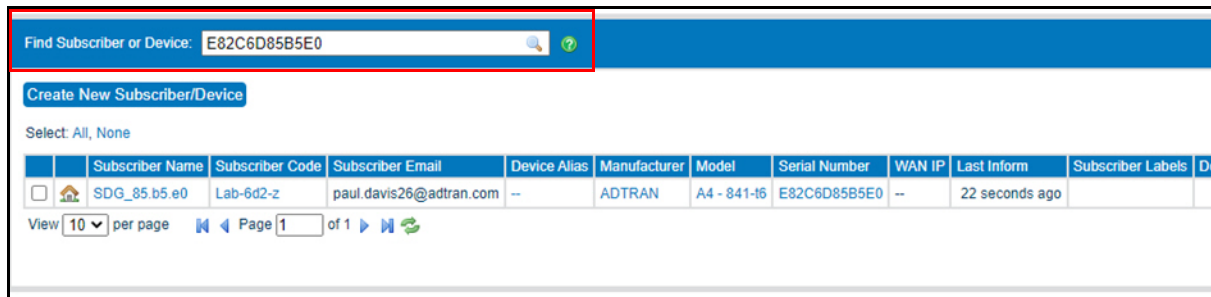 Find Subscriber or Device: E82C6D85B5E0
Create New Subscriber/Device
Select: All, None
Subscriber Name Subscriber Code Subscriber Email Device Alias Manufacturer Model Serial Number WAN IP Last Inform Subscriber Labels
SDG_85.b5.e0 Lab-6d2-z paul.davis26@adtran.com -- ADTRAN A4 - 841-t6 E82C6D85B5E0 -- 22 seconds ago
View 10 per page Page 1 of 1